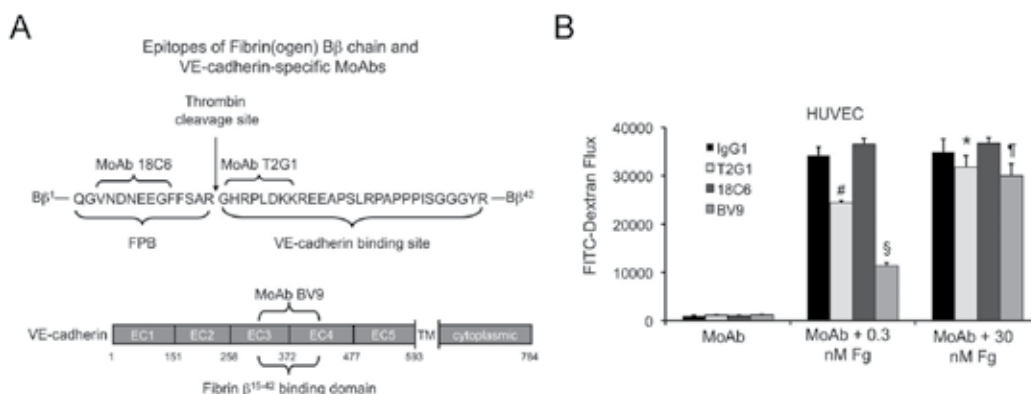 A
Epitopes of Fibrin(ogen) Bβ chain and
VE-cadherin-specific MoAbs
Thrombin
cleavage site
MoAb 18C6
MoAb T2G1
Bβ¹—QGVNDNEEGFFSAR GHRPLDKKREEAPSLRPAPPPISGGGYR—Bβ⁴²
FPB
VE-cadherin binding site
MoAb BV9
VE-cadherin
EC1
EC2
EC3
EC4
EC5
TM
cytoplasmic
1
151
258
372
477
593
784
Fibrin β¹⁵⁻⁴² binding domain
B
HUVEC
FITC-Dextran Flux
40000
30000
20000
10000
0
IgG1
T2G1
18C6
BV9
#
§
*
¶
MoAb
MoAb + 0.3
nM Fg
MoAb + 30
nM Fg